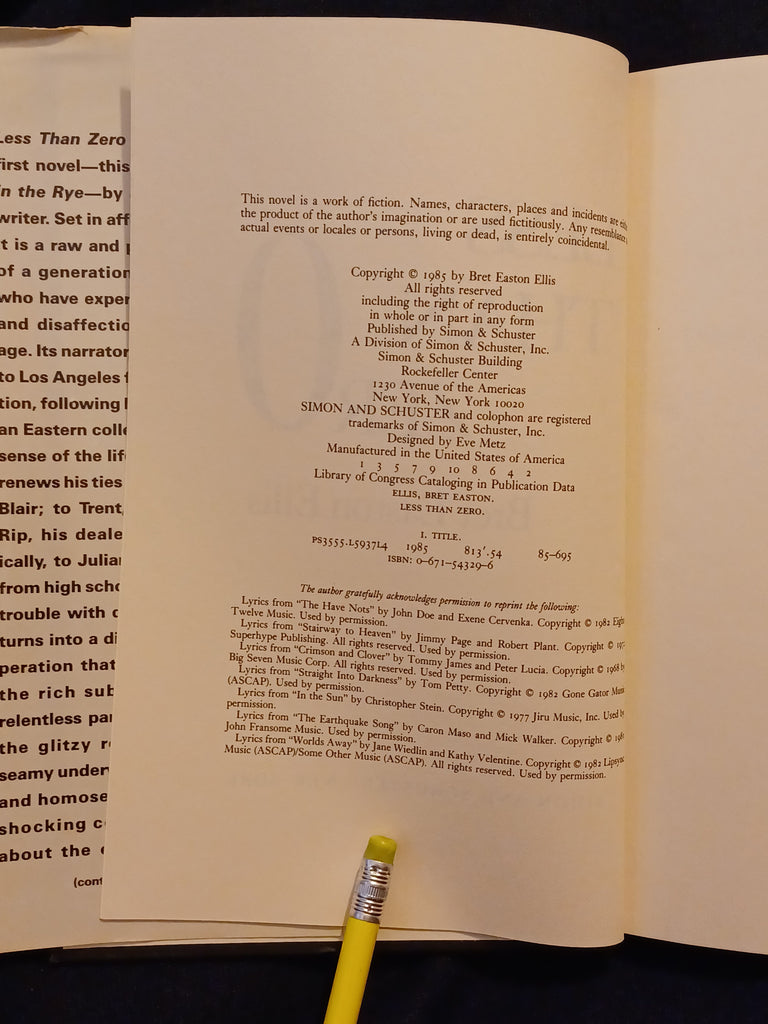 Less Than Zero
first novel—this
in the Rye—by
writer. Set in aff
It is a raw and
of a generation
who have exper
and disaffectio
age. Its narrator
to Los Angeles
tion, following
an Eastern colle
sense of the lif
renews his ties
Blair; to Trent,
Rip, his deale
ically, to Julian
from high scho
trouble with
turns into a di
peration that
the rich sub
relentless par
the glitzy
seamy under
and homose
shocking
about the
(cont
This novel is a work of fiction. Names, characters, places and incidents are
the product of the author's imagination or are used fictitiously. Any resemblance
actual events or locales or persons, living or dead, is entirely coincidental.
Copyright © 1985 by Bret Easton Ellis
All rights reserved
including the right of reproduction
in whole or in part in any form
Published by Simon & Schuster
A Division of Simon & Schuster, Inc.
Simon & Schuster Building
Rockefeller Center
1230 Avenue of the Americas
New York, New York 10020
SIMON AND SCHUSTER and colophon are registered
trademarks of Simon & Schuster, Inc.
Designed by Eve Metz
Manufactured in the United States of America
1 3 5 7 9 10 8 6 4 2
Library of Congress Cataloging in Publication Data
ELLIS, BRET EASTON.
LESS THAN ZERO.
I. TITLE.
PS3555.L5937L4 1985 813'.54 85-695
ISBN: 0-671-54329-6
The author gratefully acknowledges permission to reprint the following:
Lyrics from "The Have Nots" by John Doe and Exene Cervenka. Copyright © 1982 Eight
Twelve Music. Used by permission.
Lyrics from "Stairway to Heaven" by Jimmy Page and Robert Plant. Copyright ©
Superhype Publishing. All rights reserved. Used by permission.
Lyrics from "Crimson and Clover" by Tommy James and Peter Lucia. Copyright © 1968 by
Big Seven Music Corp. All rights reserved. Used by permission.
Lyrics from "Straight Into Darkness" by Tom Petty. Copyright © 1982 Gone Gator Music
(ASCAP). Used by permission.
Lyrics from "In the Sun" by Christopher Stein. Copyright © 1977 Jiru Music, Inc. Used by
permission.
Lyrics from "The Earthquake Song" by Caron Maso and Mick Walker. Copyright ©
John Fransome Music. Used by permission.
Lyrics from "Worlds Away" by Jane Wiedlin and Kathy Velentine. Copyright © 1982 Lipsync
Music (ASCAP)/Some Other Music (ASCAP). All rights reserved. Used by permission.